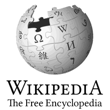 Ω W И
WIKIPEDIA
The Free Encyclopedia